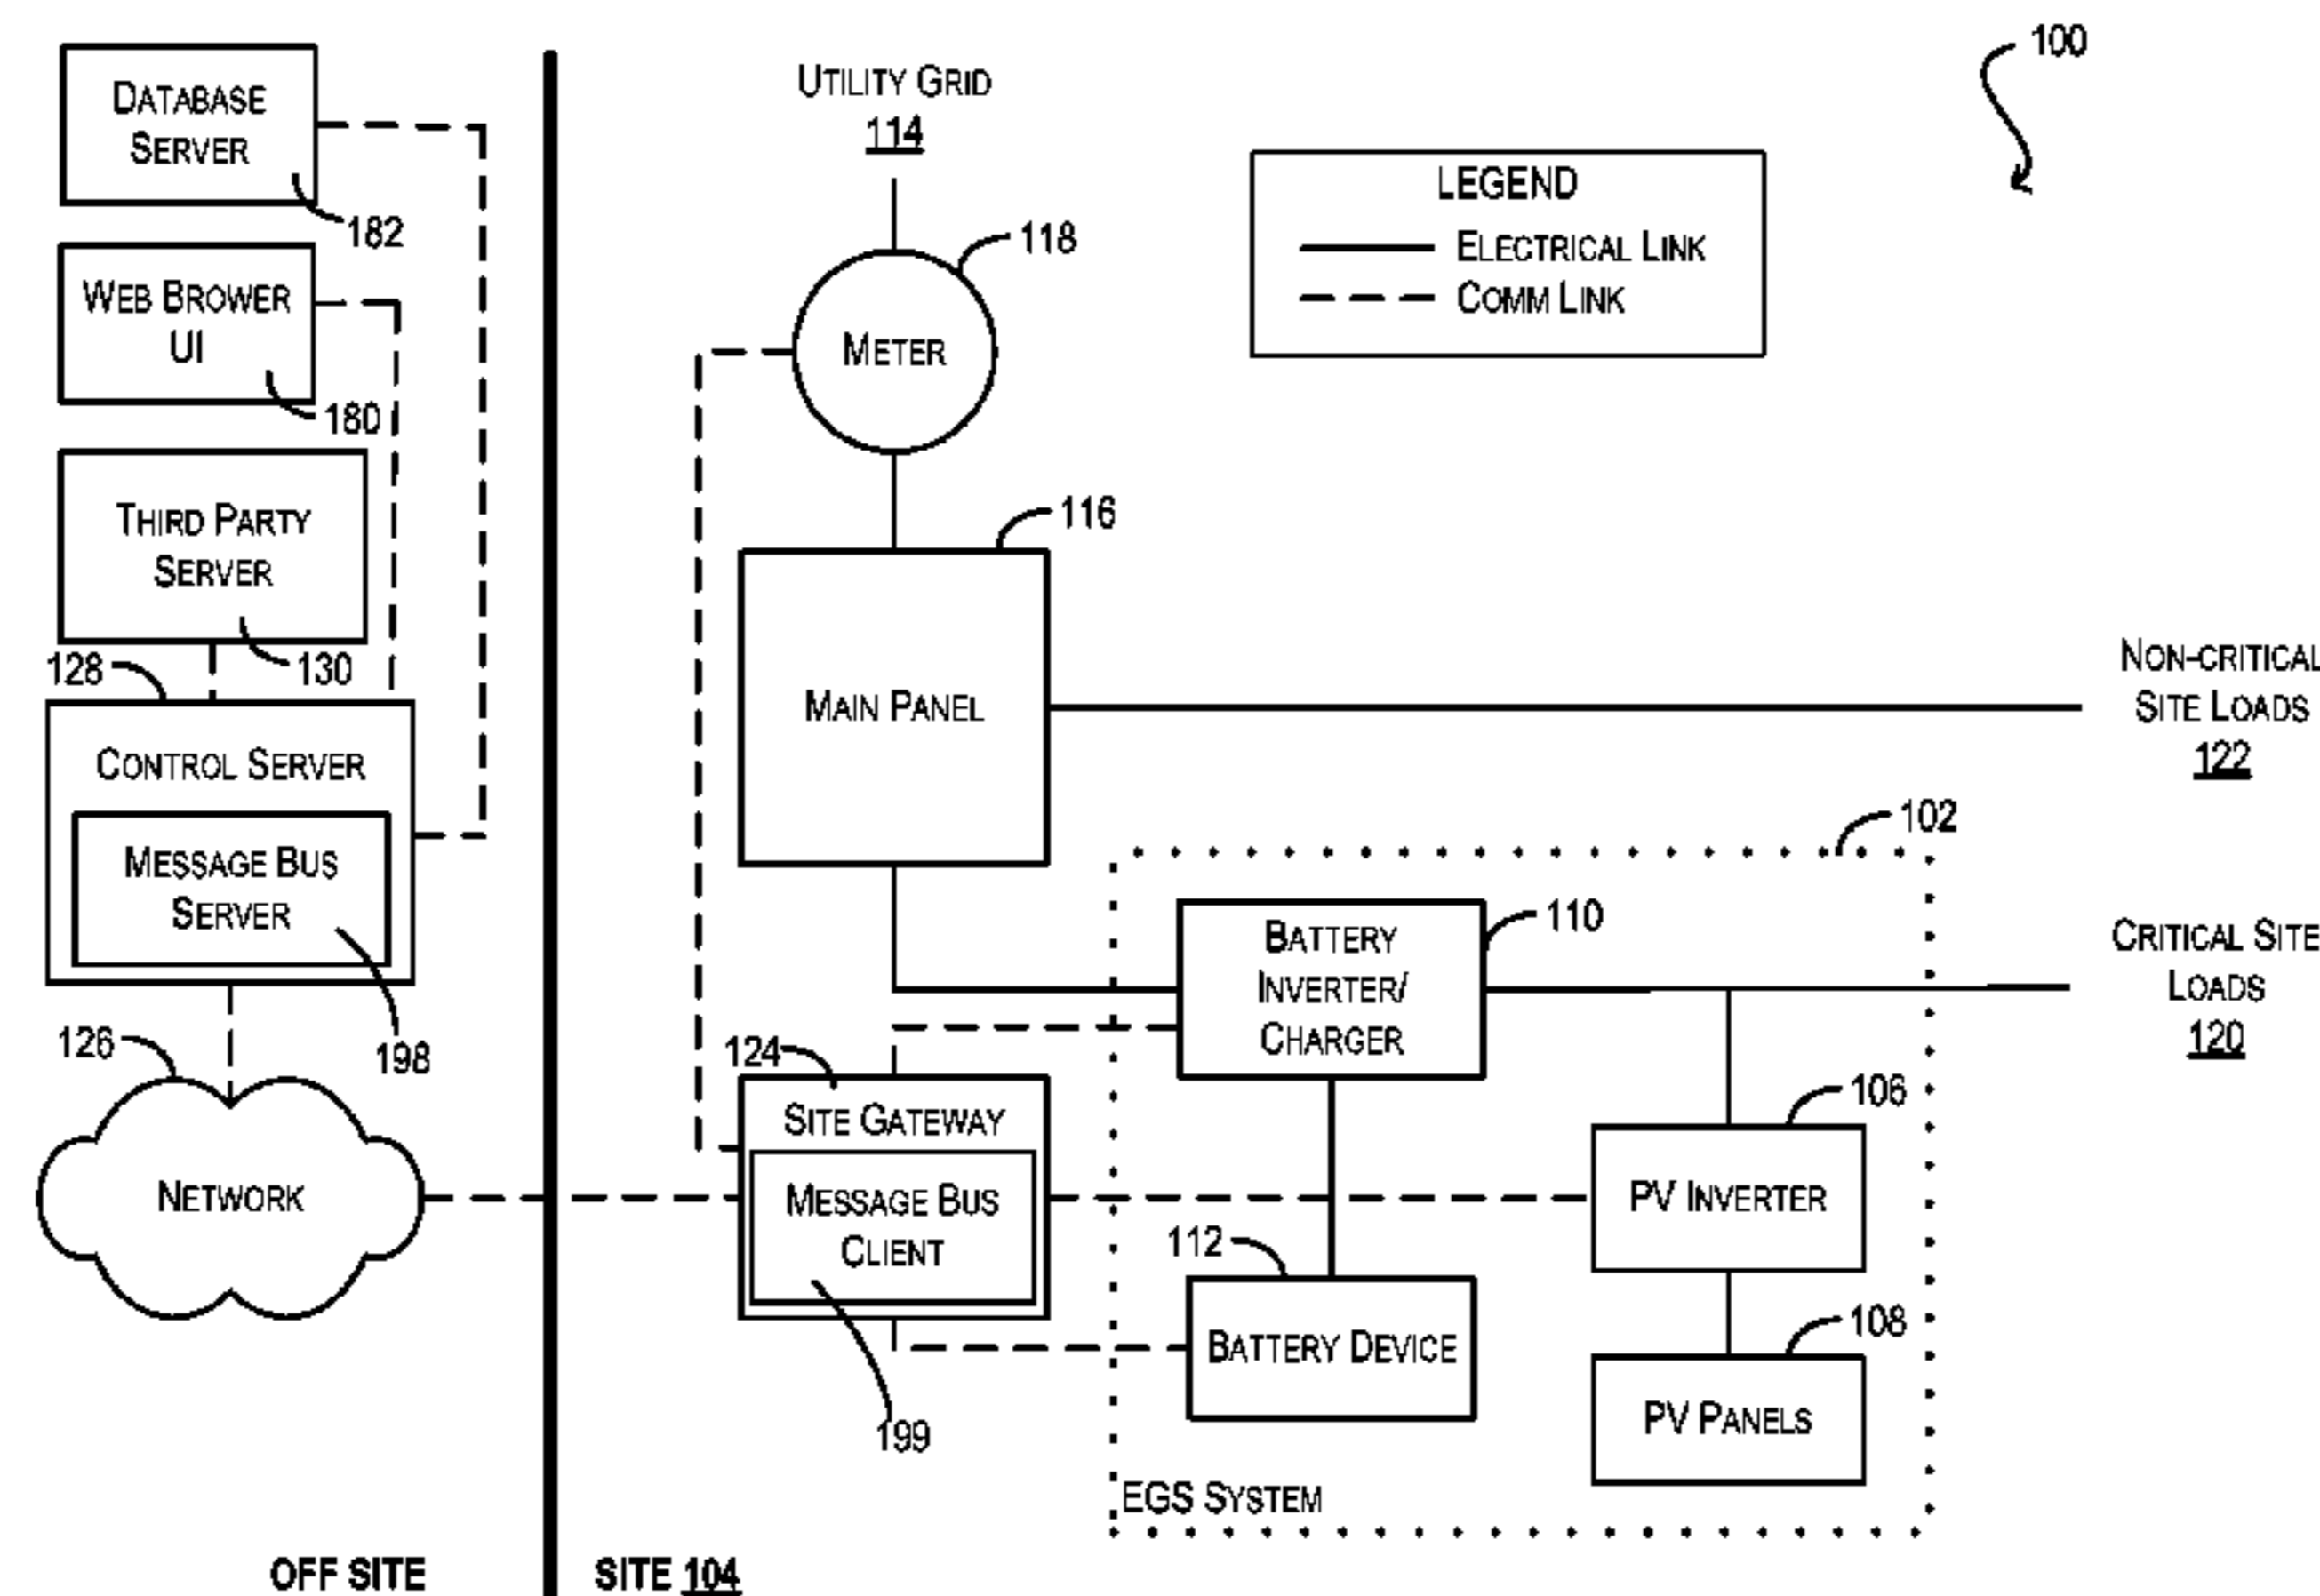 100
DATABASE
SERVER
182
WEB BROWER
UI
180
THIRD PARTY
SERVER
130
128
CONTROL SERVER
MESSAGE BUS
SERVER
198
126
NETWORK
OFF SITE
UTILITY GRID
114
118
METER
LEGEND
ELECTRICAL LINK
COMM LINK
116
MAIN PANEL
NON-CRITICAL
SITE LOADS
122
102
BATTERY
INVERTER/
CHARGER
110
CRITICAL SITE
LOADS
120
124
SITE GATEWAY
MESSAGE BUS
CLIENT
199
106
PV INVERTER
112
BATTERY DEVICE
108
PV PANELS
EGS SYSTEM
SITE 104